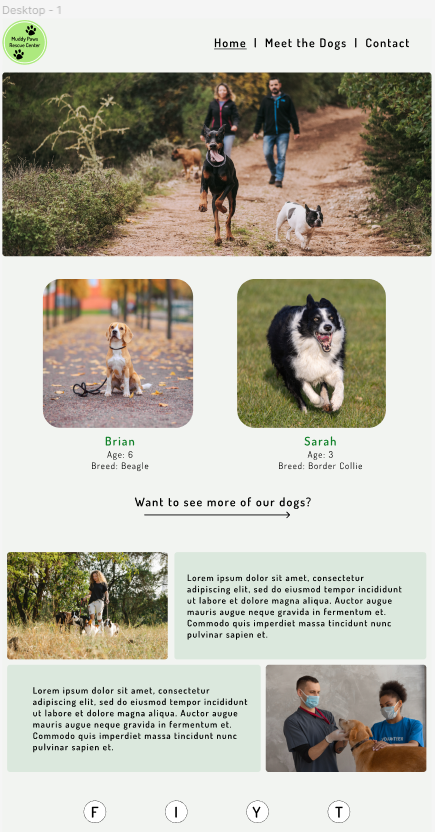 Desktop - 1
Muddy Paws
Rescue Center
Home | Meet the Dogs | Contact
Brian
Age: 6
Breed: Beagle
Sarah
Age: 3
Breed: Border Collie
Want to see more of our dogs?
Lorem ipsum dolor sit amet, consectetur
adipiscing elit, sed do eiusmod tempor incididunt
ut labore et dolore magna aliqua. Auctor augue
mauris augue neque gravida in fermentum et.
Commodo quis imperdiet massa tincidunt nunc
pulvinar sapien et.
Lorem ipsum dolor sit amet, consectetur
adipiscing elit, sed do eiusmod tempor incididunt
ut labore et dolore magna aliqua. Auctor augue
mauris augue neque gravida in fermentum et.
Commodo quis imperdiet massa tincidunt nunc
pulvinar sapien et.
F I Y T